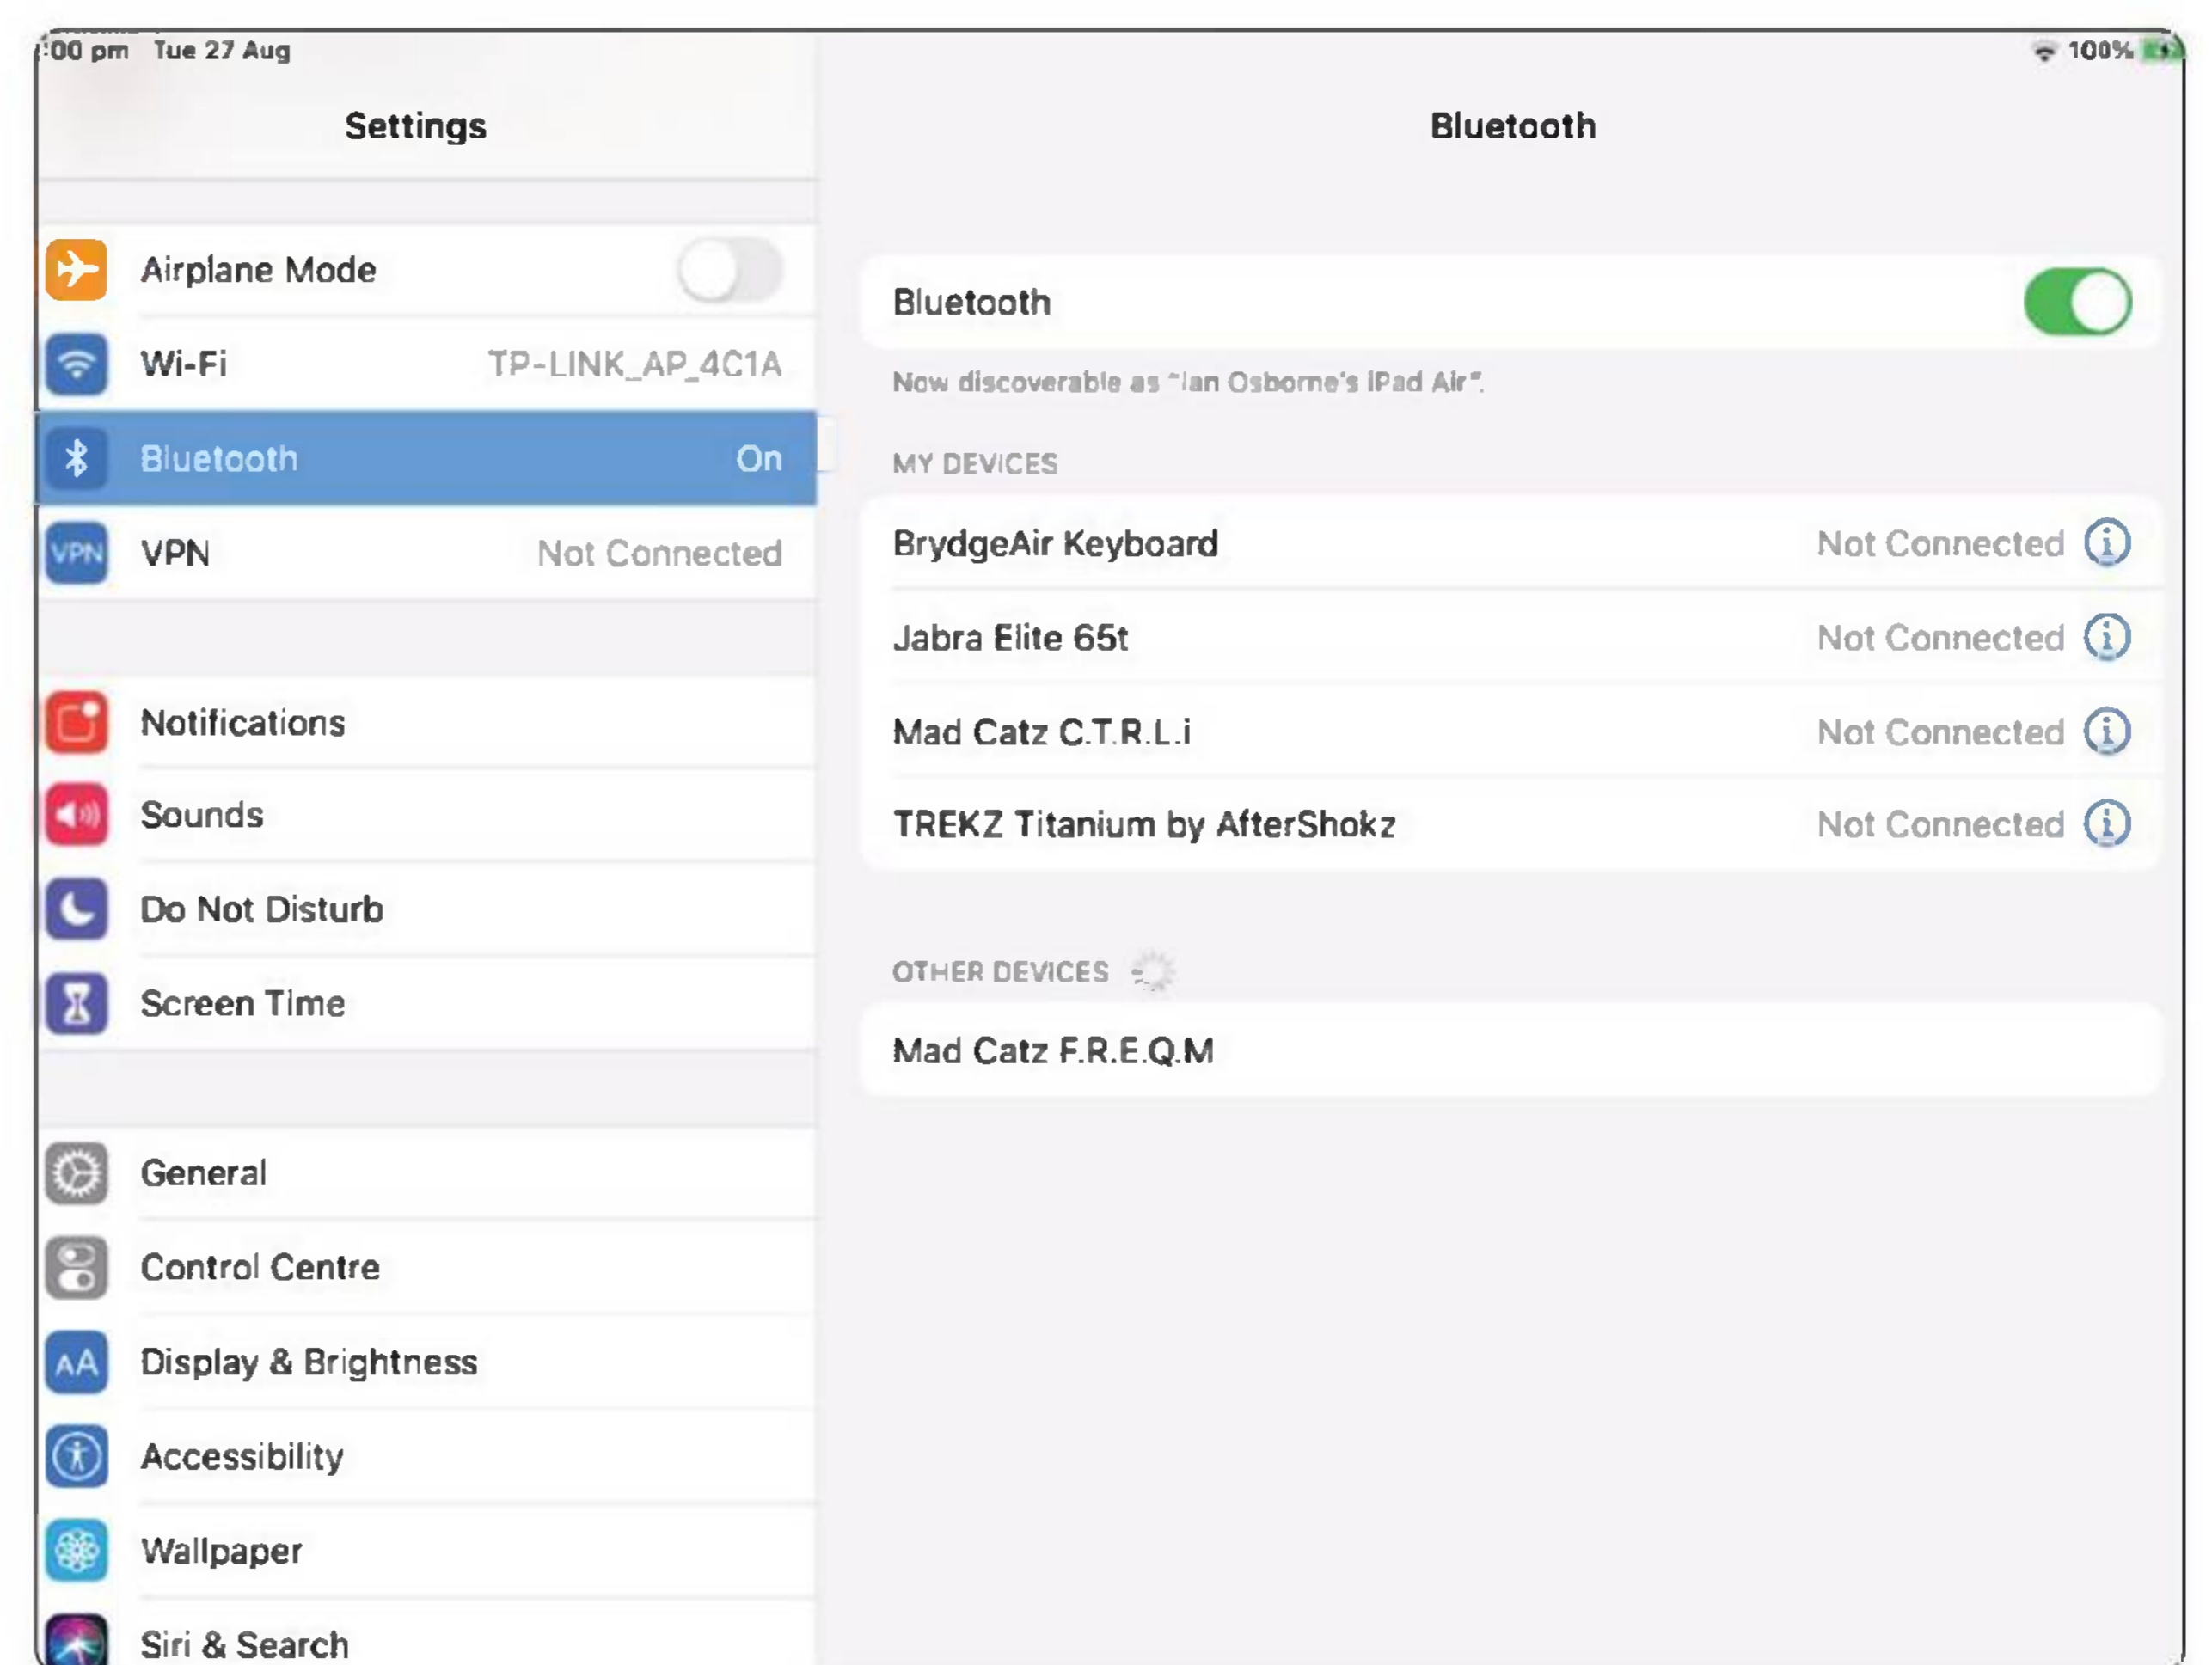 :00 pm Tue 27 Aug
100%
Settings
Airplane Mode
Wi-Fi TP-LINK_AP_4C1A
Bluetooth On
VPN VPN Not Connected
Notifications
Sounds
Do Not Disturb
Screen Time
General
Control Centre
AA Display & Brightness
Accessibility
Wallpaper
Siri & Search
Bluetooth
Bluetooth
Now discoverable as “Ian Osborne's iPad Air”.
MY DEVICES
BrydgeAir Keyboard Not Connected i
Jabra Elite 65t Not Connected i
Mad Catz C.T.R.L.i Not Connected i
TREKZ Titanium by AfterShokz Not Connected i
OTHER DEVICES
Mad Catz F.R.E.Q.M